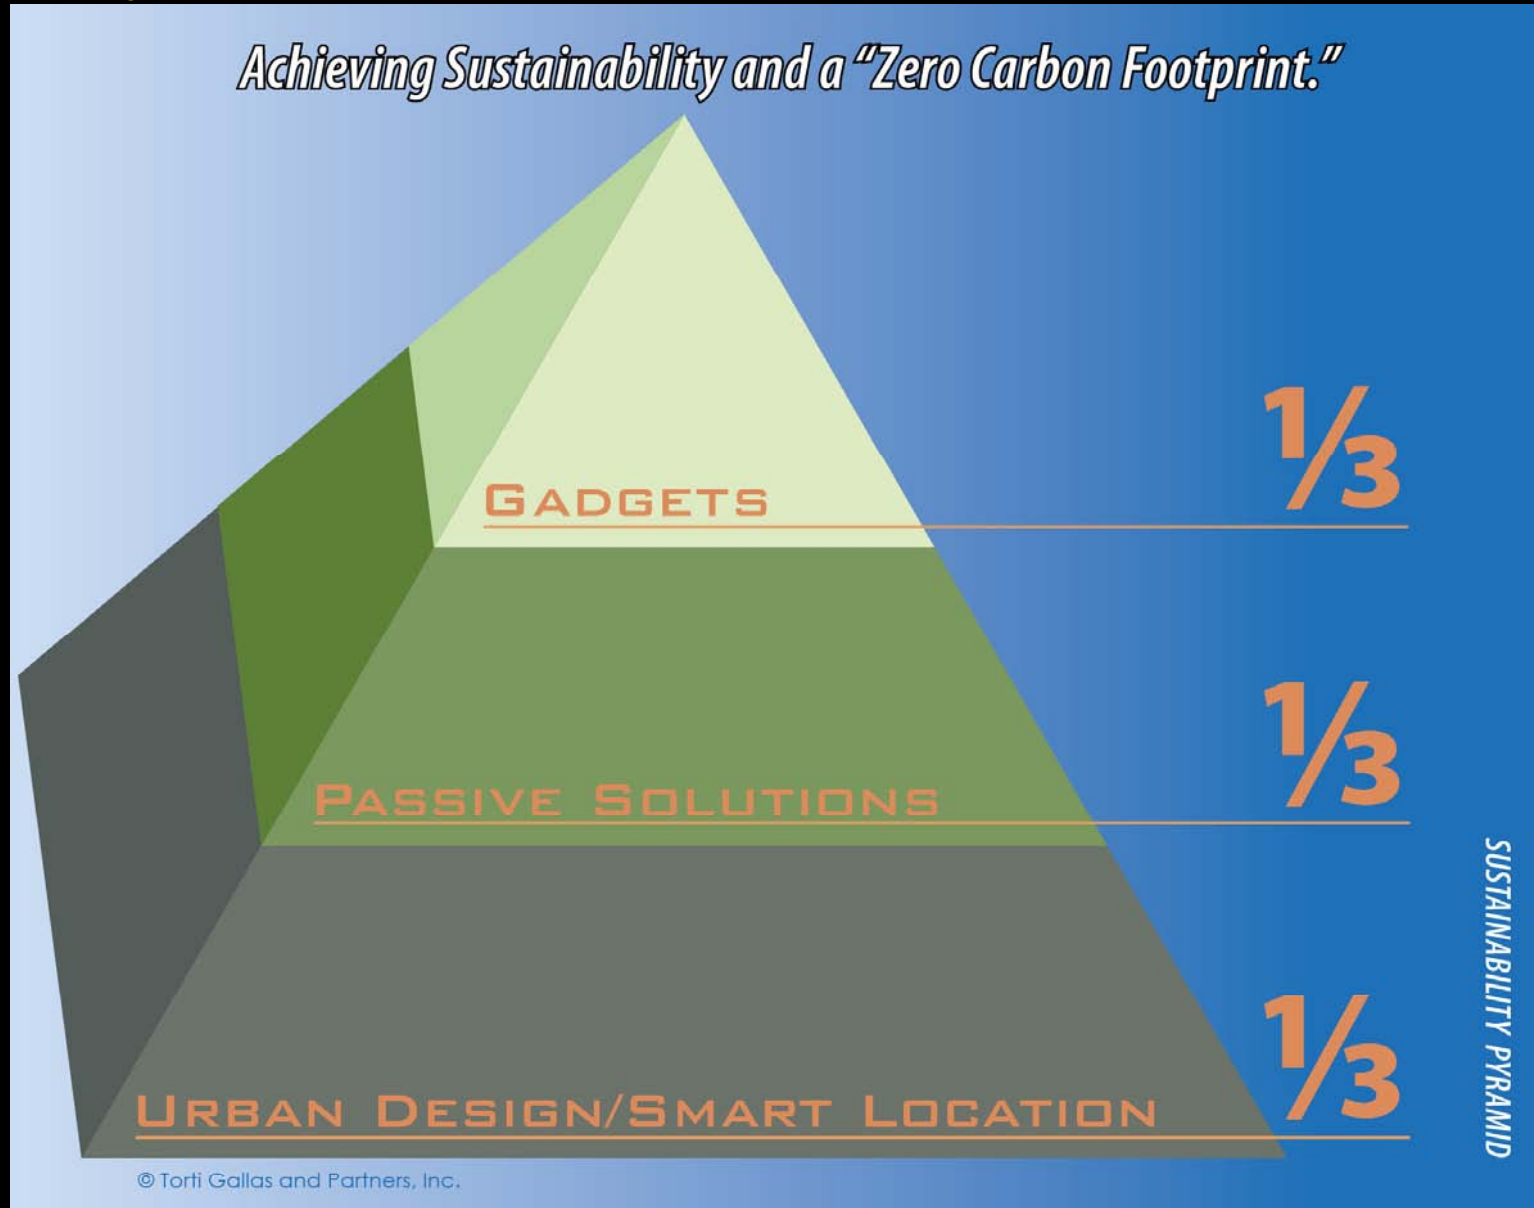 Achieving Sustainability and a “Zero Carbon Footprint.”
GADGETS
1/3
PASSIVE SOLUTIONS
1/3
URBAN DESIGN/SMART LOCATION
1/3
SUSTAINABILITY PYRAMID
© Torti Gallas and Partners, Inc.